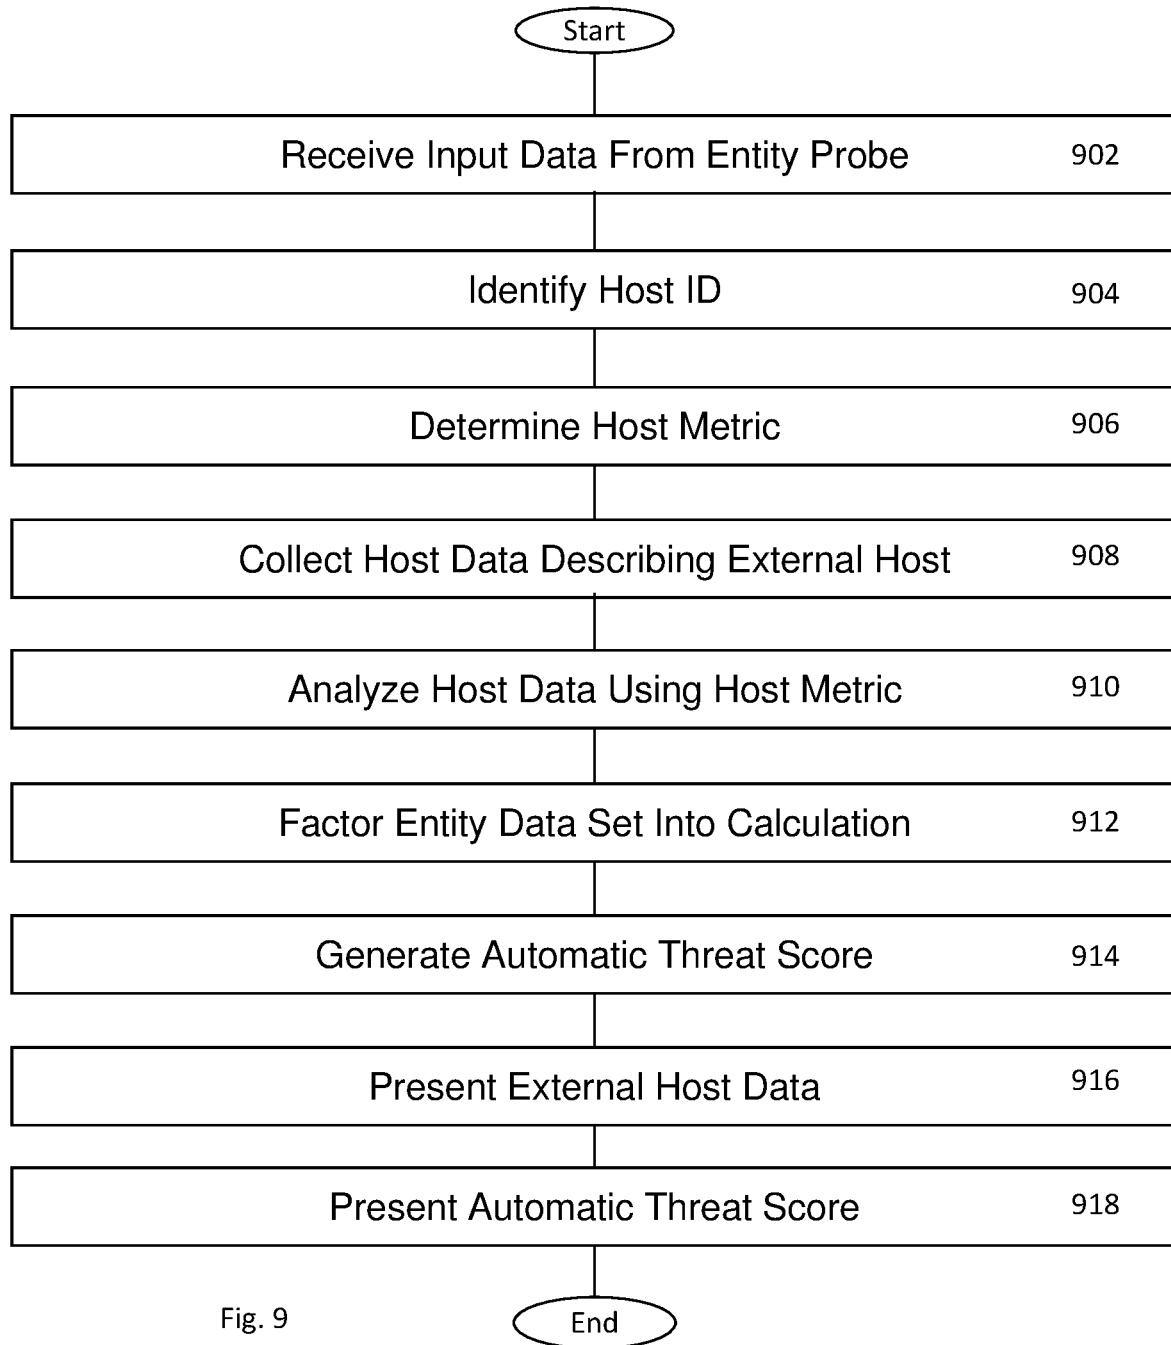 Start
Receive Input Data From Entity Probe 902
Identify Host ID 904
Determine Host Metric 906
Collect Host Data Describing External Host 908
Analyze Host Data Using Host Metric 910
Factor Entity Data Set Into Calculation 912
Generate Automatic Threat Score 914
Present External Host Data 916
Present Automatic Threat Score 918
Fig. 9
End